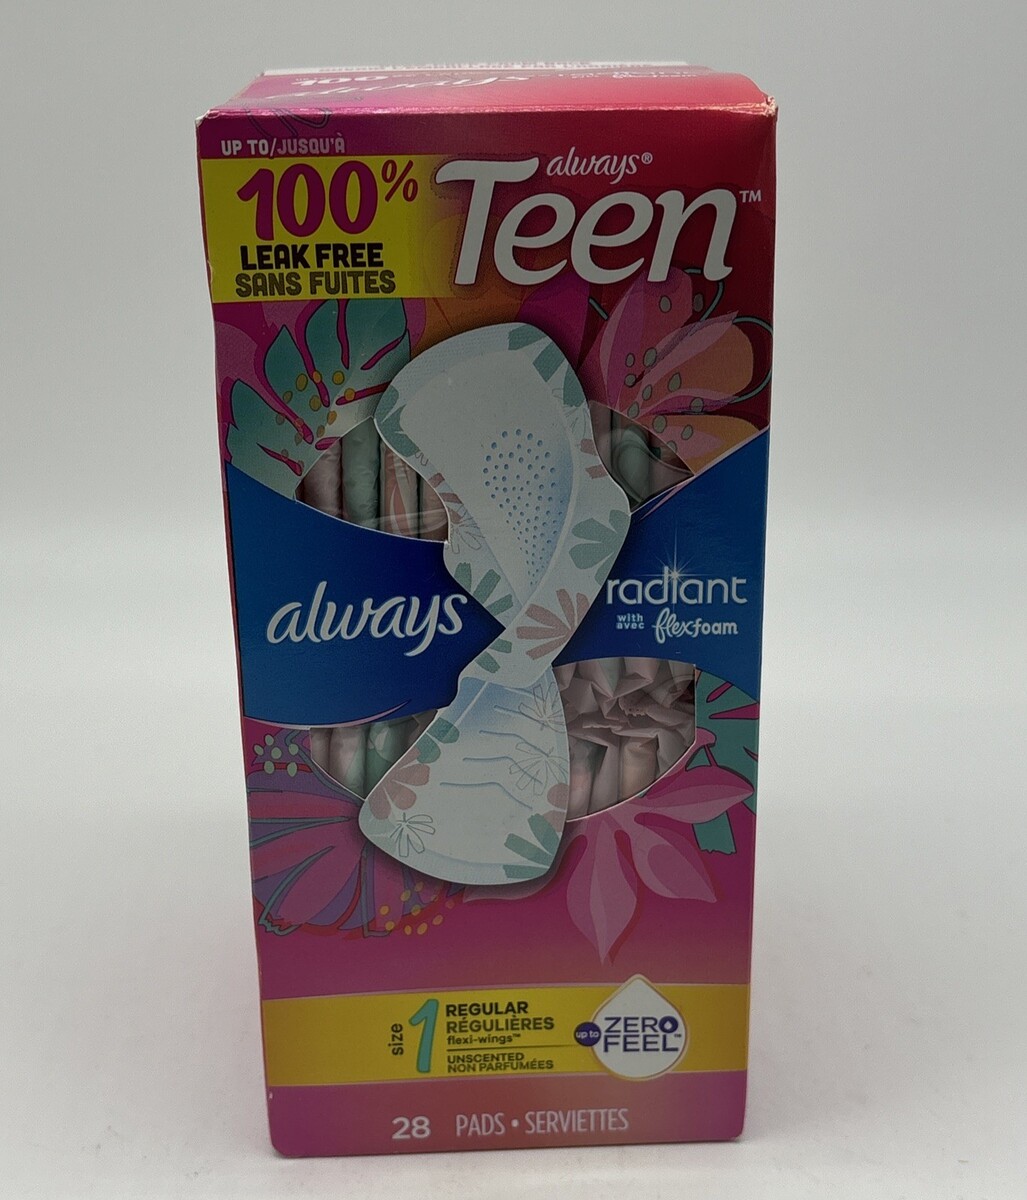 UP TO/JUSQU'À
100%
LEAK FREE
SANS FUITES
always®
Teen™
always
radiant
with
avec
flexfoam
size 1
REGULAR
RÉGULIÈRES
flexi-wings™
UNSCENTED
NON PARFUMÉES
up to
ZERO
FEEL™
28 PADS • SERVIETTES